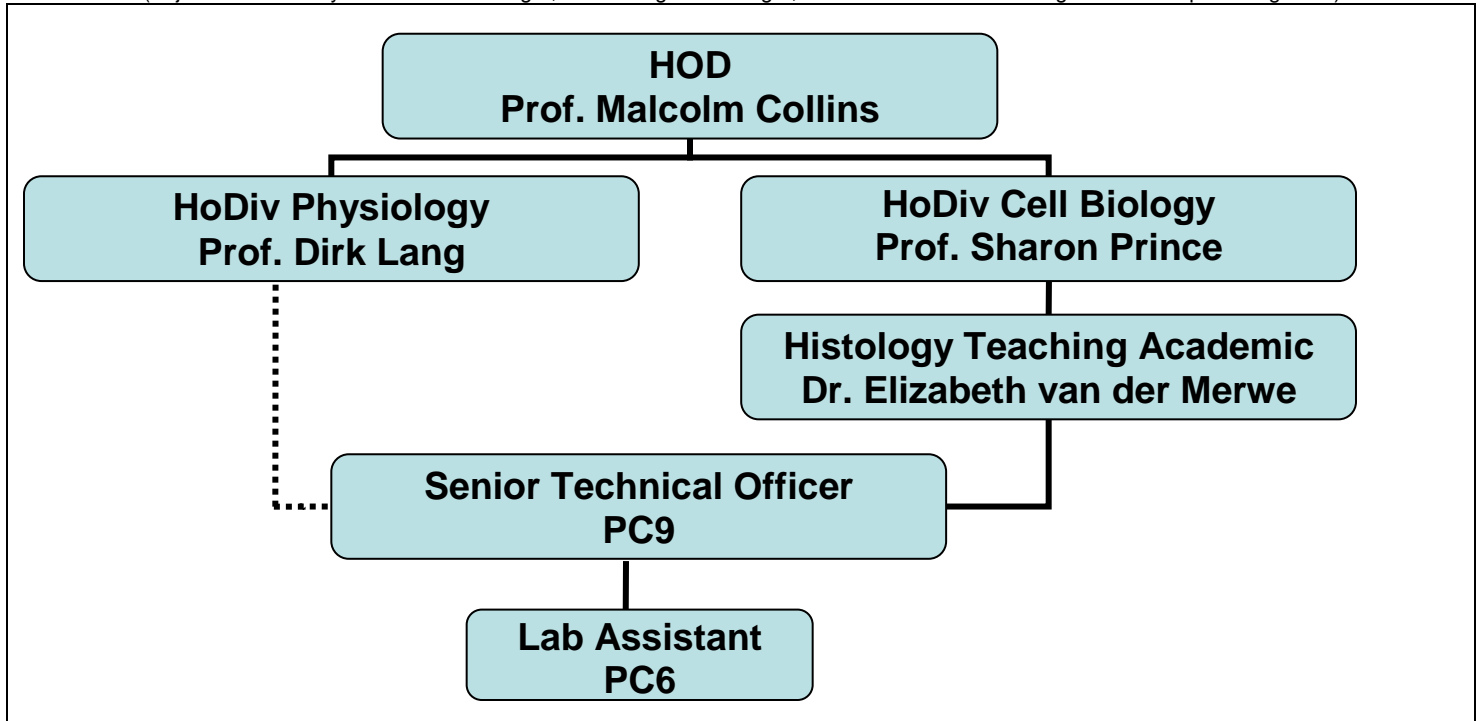 HOD
Prof. Malcolm Collins
HoDiv Physiology
Prof. Dirk Lang
HoDiv Cell Biology
Prof. Sharon Prince
Histology Teaching Academic
Dr. Elizabeth van der Merwe
Senior Technical Officer
PC9
Lab Assistant
PC6